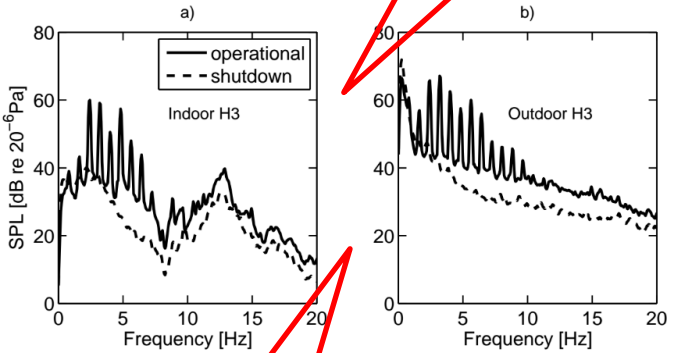 a)
SPL [dB re 20⁻⁶Pa]
80
60
40
20
0
operational
shutdown
Indoor H3
0 5 10 15 20
Frequency [Hz]
b)
80
60
40
20
0
Outdoor H3
0 5 10 15 20
Frequency [Hz]